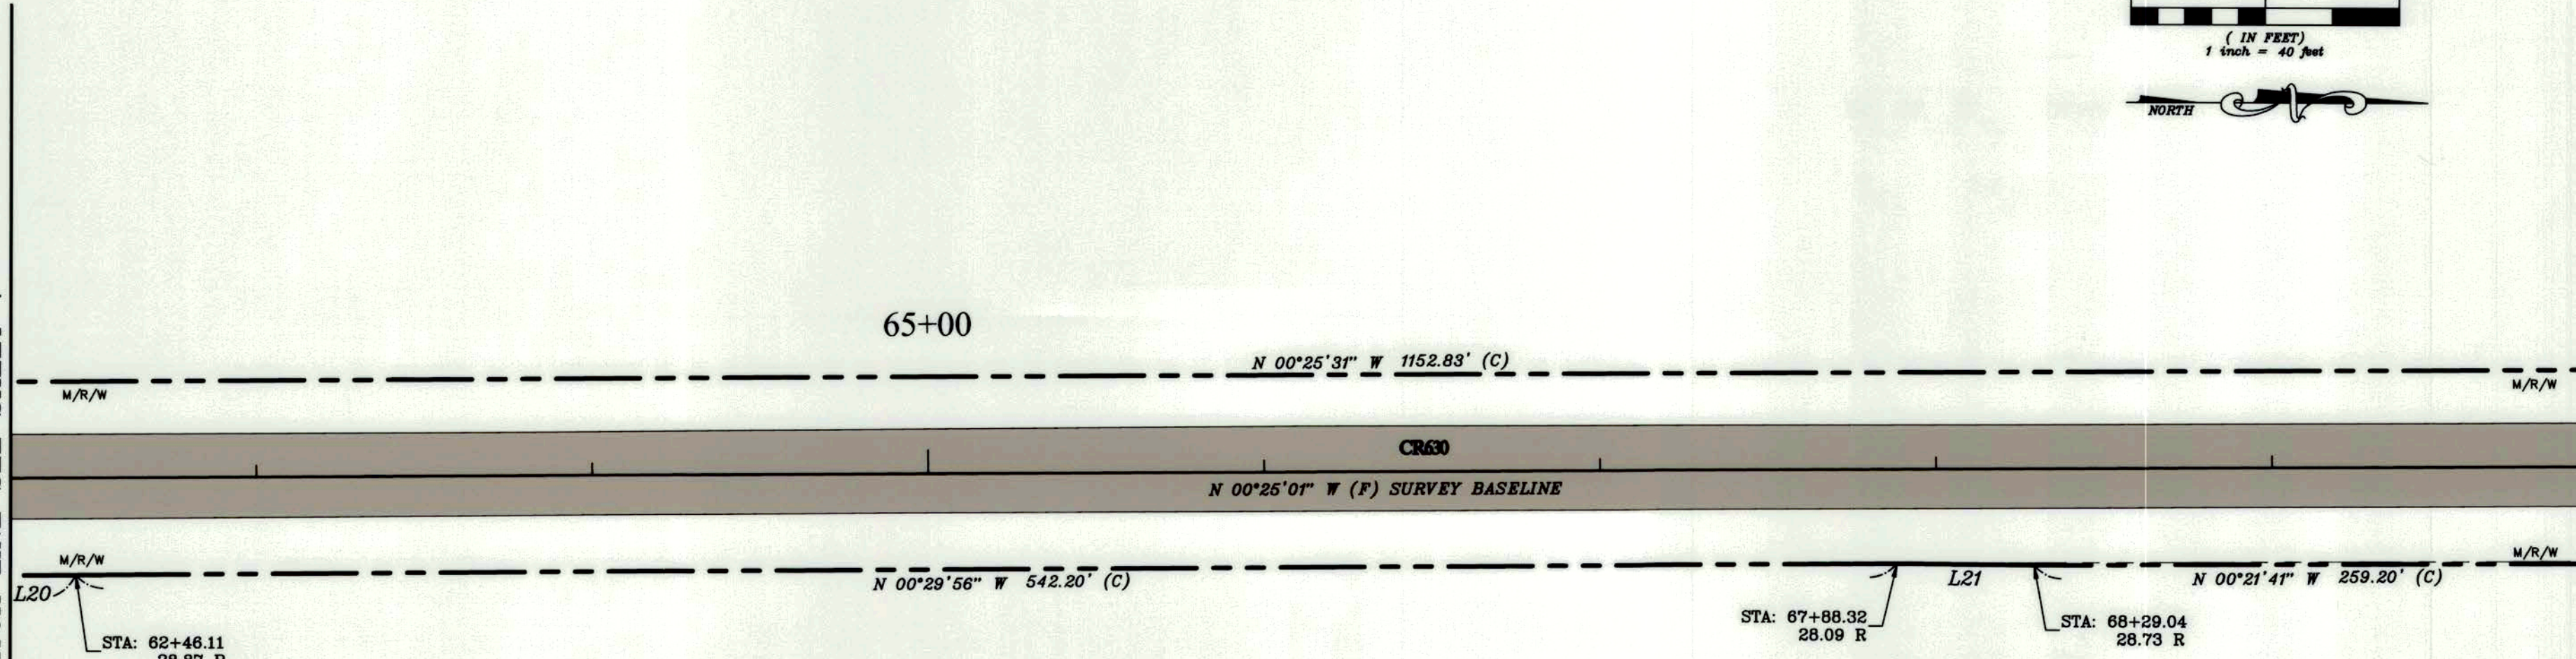 ( IN FEET)
1 inch = 40 feet
NORTH
65+00
N 00°25'31" W 1152.83' (C)
M/R/W
M/R/W
CR630
N 00°25'01" W (F) SURVEY BASELINE
M/R/W
M/R/W
L20
N 00°29'56" W 542.20' (C)
L21
N 00°21'41" W 259.20' (C)
STA: 62+46.11
STA: 67+88.32
28.09 R
STA: 68+29.04
28.73 R